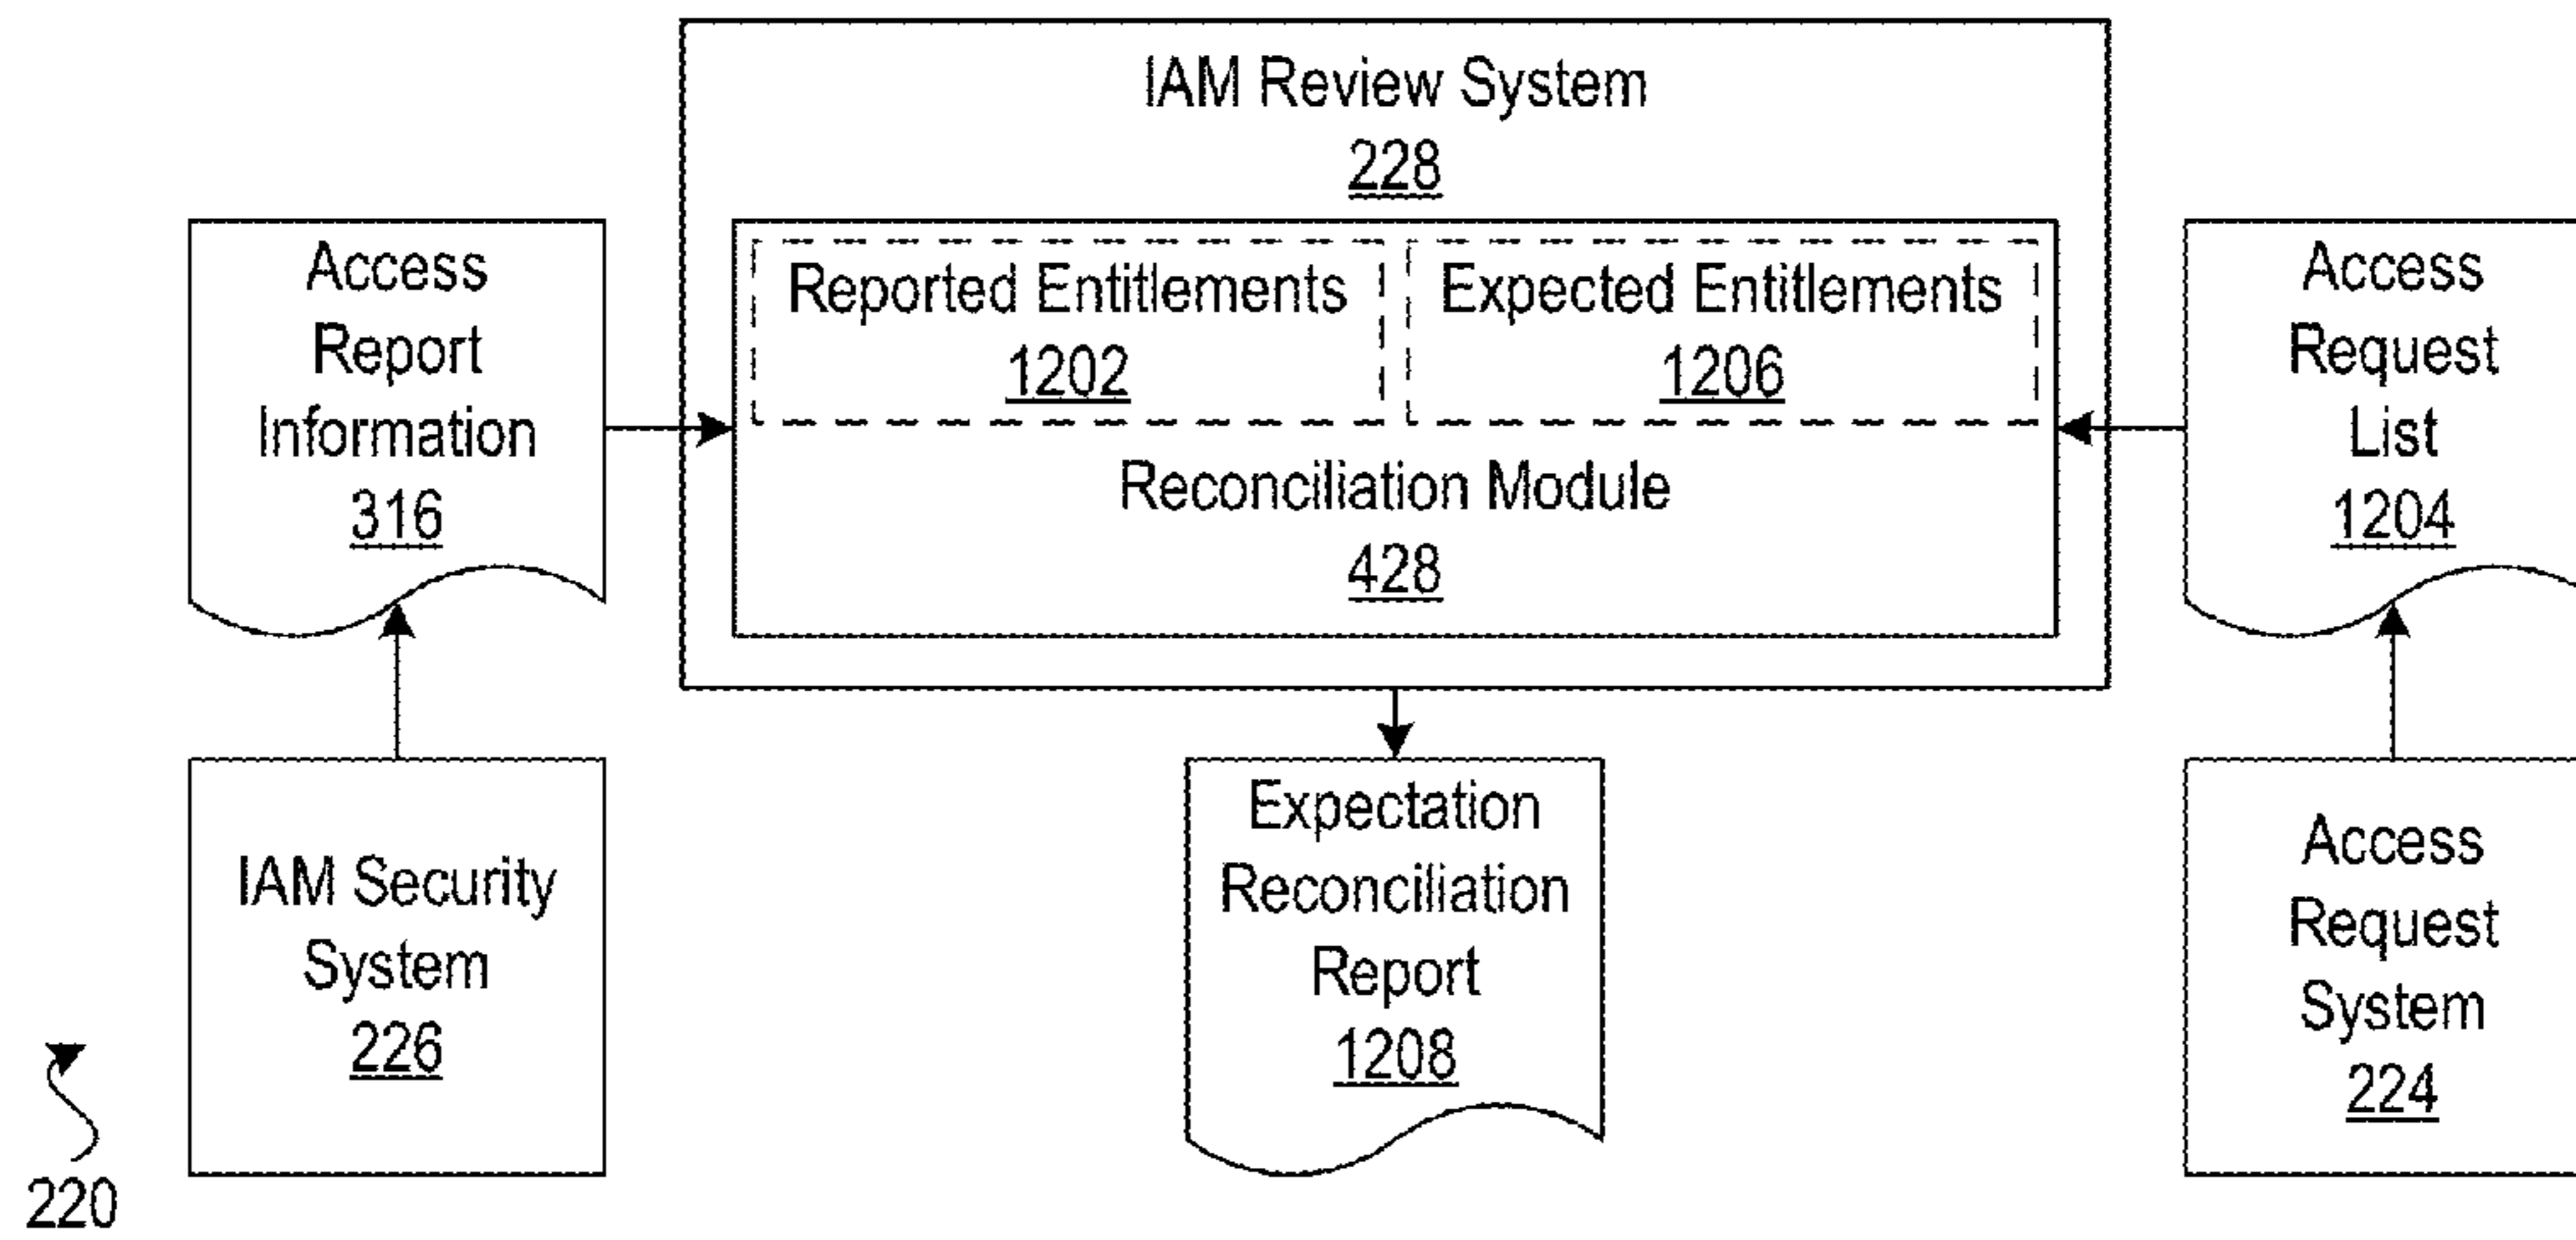 IAM Review System
228
Access
Report
Information
316
Reported Entitlements
1202
Expected Entitlements
1206
Reconciliation Module
428
Access
Request
List
1204
IAM Security
System
226
Expectation
Reconciliation
Report
1208
Access
Request
System
224
220